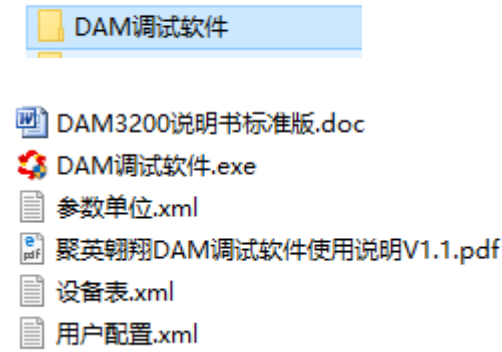 DAM调试软件
DAM3200说明书标准版.doc
DAM调试软件.exe
参数单位.xml
聚英翱翔DAM调试软件使用说明V1.1.pdf
设备表.xml
用户配置.xml